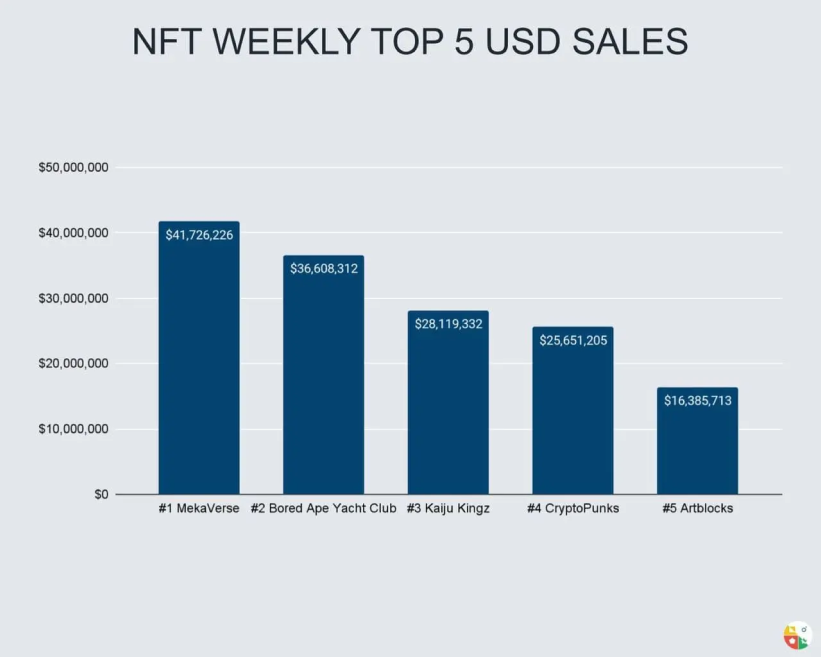 NFT WEEKLY TOP 5 USD SALES
$50,000,000
$40,000,000
$30,000,000
$20,000,000
$10,000,000
$0
$41,726,226
$36,608,312
$28,119,332
$25,651,205
$16,385,713
#1 MekaVerse
#2 Bored Ape Yacht Club
#3 Kaiju Kingz
#4 CryptoPunks
#5 Artblocks